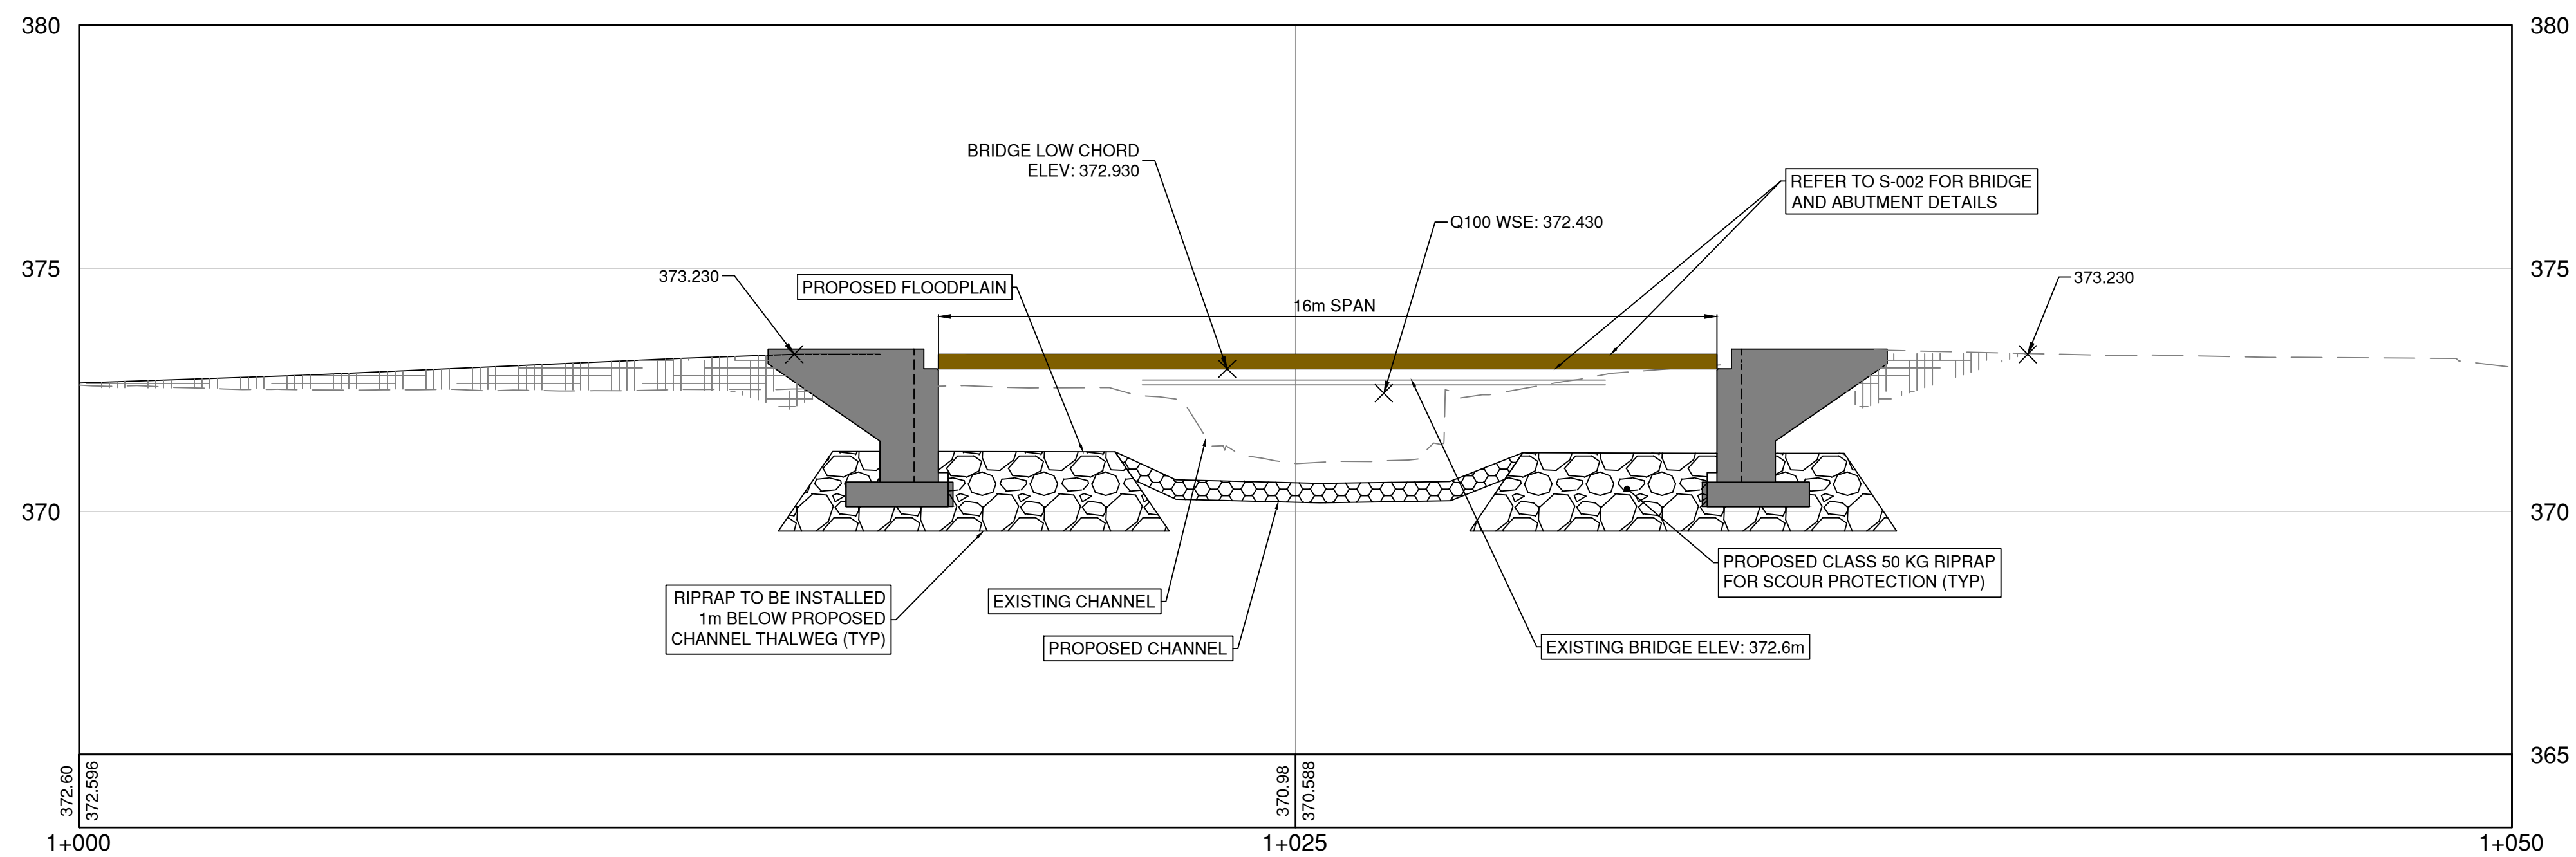 380
380
BRIDGE LOW CHORD
ELEV: 372.930
REFER TO S-002 FOR BRIDGE
AND ABUTMENT DETAILS
Q100 WSE: 372.430
375
375
373.230
PROPOSED FLOODPLAIN
373.230
16m SPAN
370
370
PROPOSED CLASS 50 KG RIPRAP
FOR SCOUR PROTECTION (TYP)
RIPRAP TO BE INSTALLED
1m BELOW PROPOSED
CHANNEL THALWEG (TYP)
EXISTING CHANNEL
PROPOSED CHANNEL
EXISTING BRIDGE ELEV: 372.6m
365
365
372.60
372.596
370.98
370.588
1+000
1+025
1+050